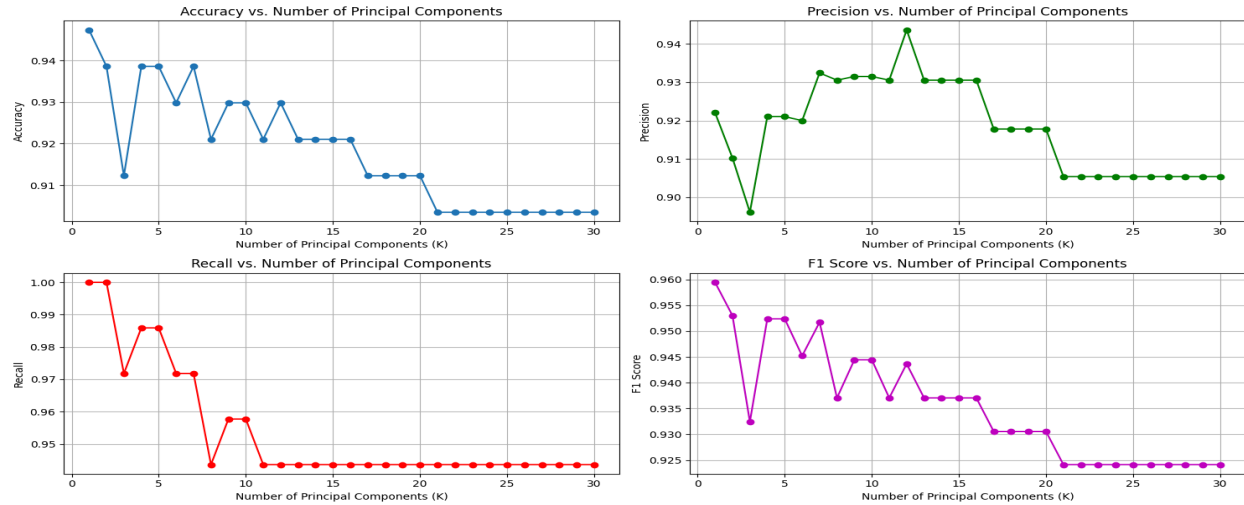 Accuracy vs. Number of Principal Components
0.94
0.93
0.92
0.91
Accuracy
0 5 10 15 20 25 30
Number of Principal Components (K)
Precision vs. Number of Principal Components
0.94
0.93
0.92
0.91
0.90
Precision
0 5 10 15 20 25 30
Number of Principal Components (K)
Recall vs. Number of Principal Components
1.00
0.99
0.98
0.97
0.96
0.95
Recall
0 5 10 15 20 25 30
Number of Principal Components (K)
F1 Score vs. Number of Principal Components
0.960
0.955
0.950
0.945
0.940
0.935
0.930
0.925
F1 Score
0 5 10 15 20 25 30
Number of Principal Components (K)